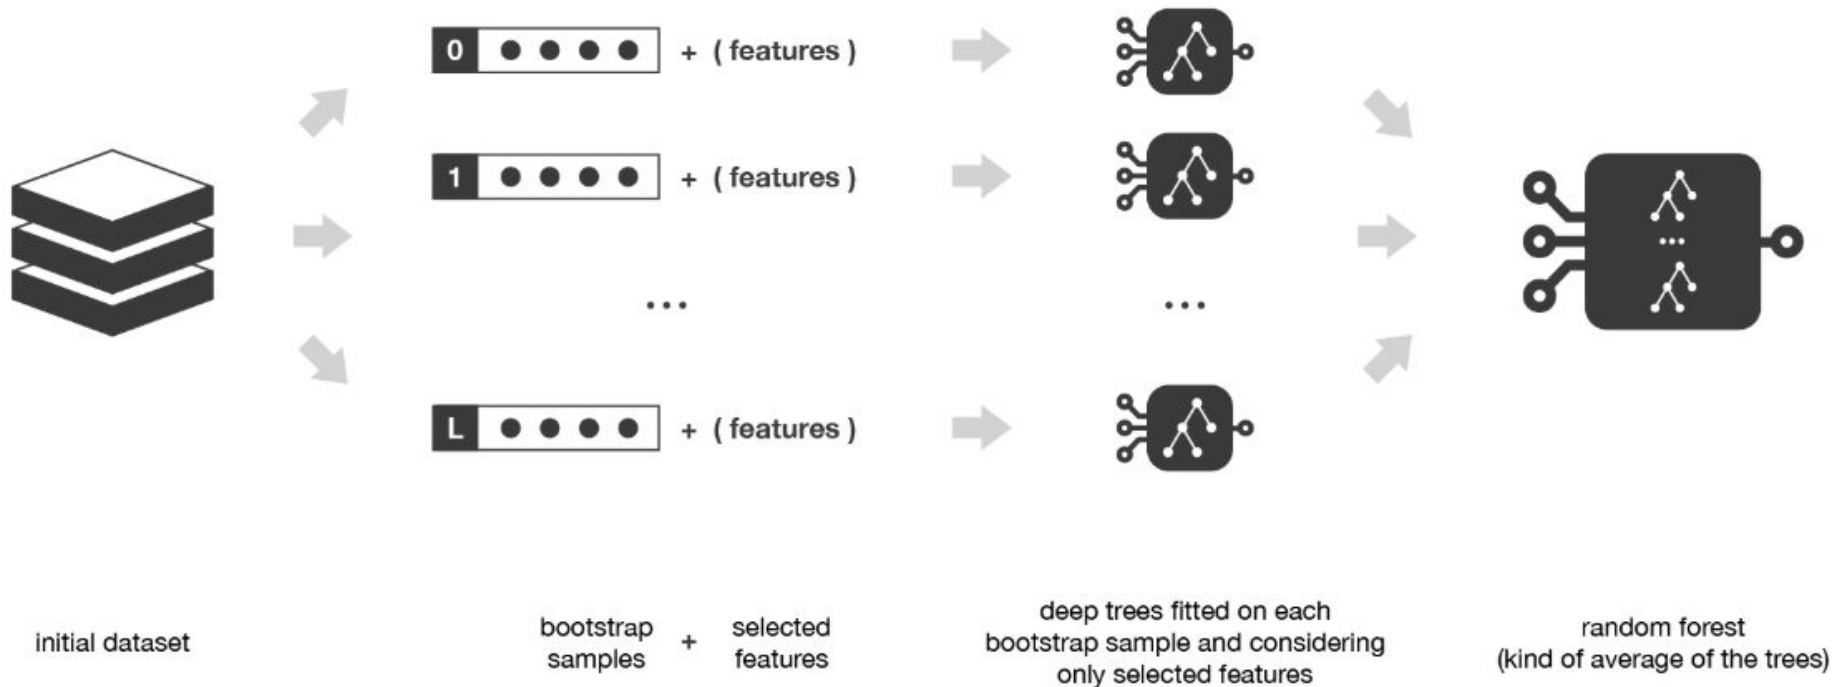 0 + ( features )
1 + ( features )
...
...
...
L + ( features )
initial dataset
bootstrap
samples
+
selected
features
deep trees fitted on each
bootstrap sample and considering
only selected features
random forest
(kind of average of the trees)